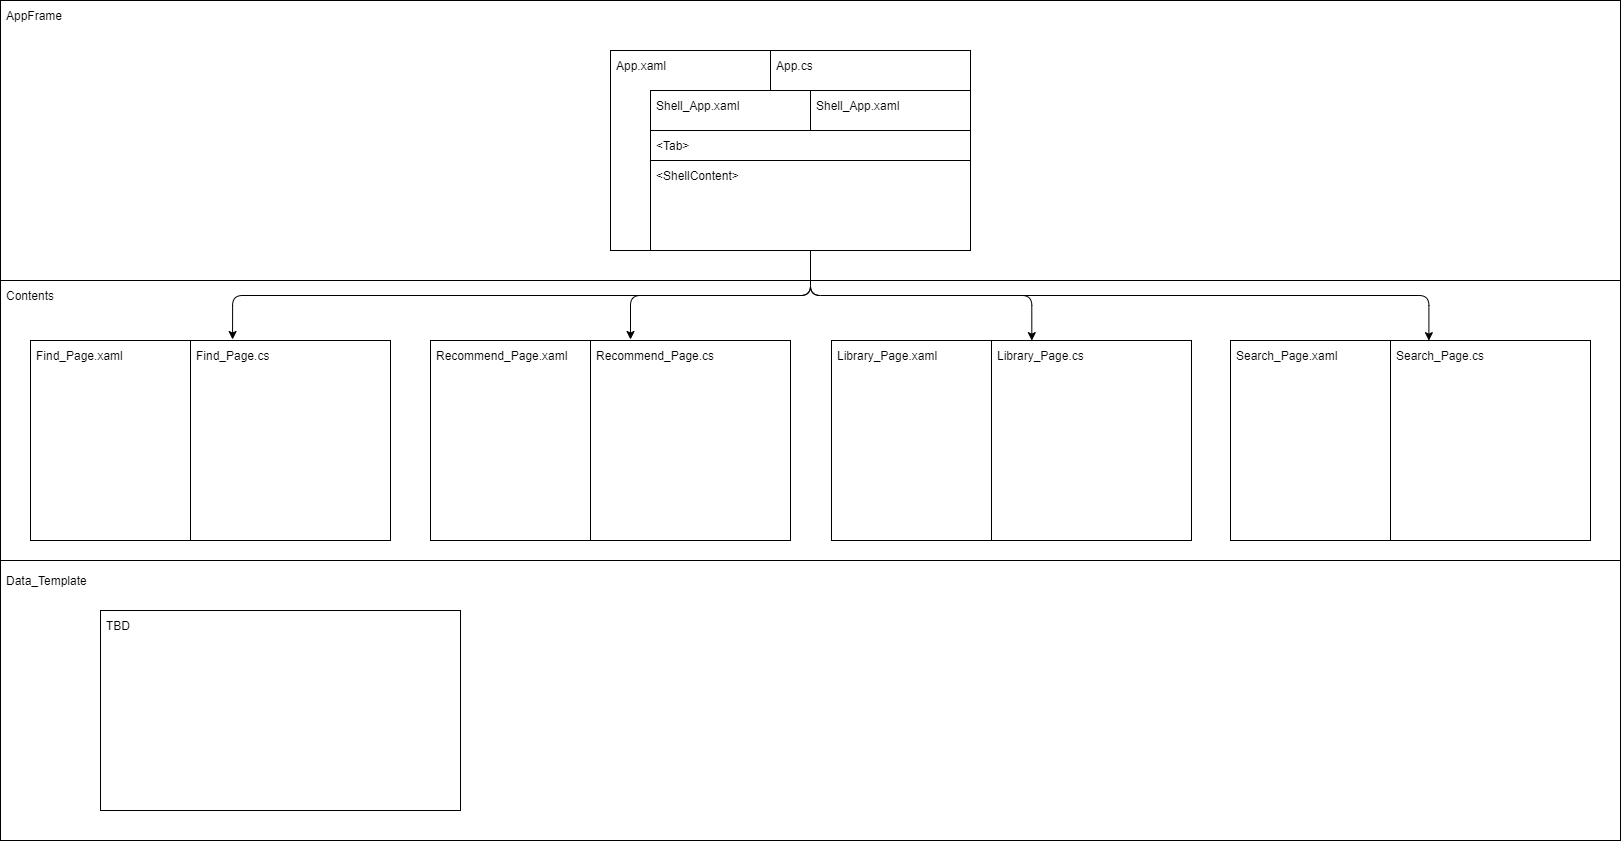 AppFrame
App.xaml
App.cs
Shell_App.xaml
Shell_App.xaml
<Tab>
<ShellContent>
Contents
Find_Page.xaml
Find_Page.cs
Recommend_Page.xaml
Recommend_Page.cs
Library_Page.xaml
Library_Page.cs
Search_Page.xaml
Search_Page.cs
Data_Template
TBD